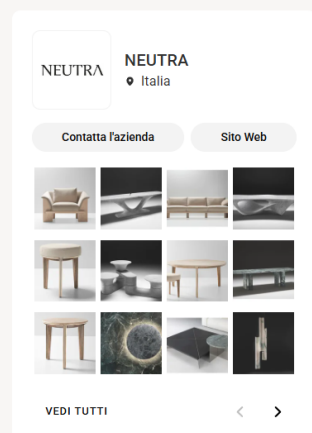 NEUTRA
NEUTRA
Italia
Contatta l'azienda
Sito Web
VEDI TUTTI